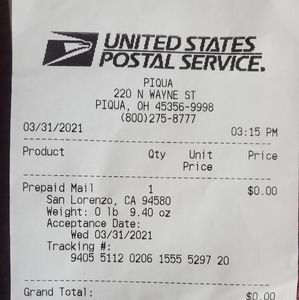 UNITED STATES
POSTAL SERVICE.
PIQUA
220 N WAYNE ST
PIQUA, OH 45356-9998
(800)275-8777
03/31/2021 03:15 PM
Product Qty Unit Price
Price
Prepaid Mail 1 $0.00
San Lorenzo, CA 94580
Weight: 0 lb 9.40 oz
Acceptance Date:
Wed 03/31/2021
Tracking #:
9405 5112 0206 1555 5297 20
Grand Total: $0.00